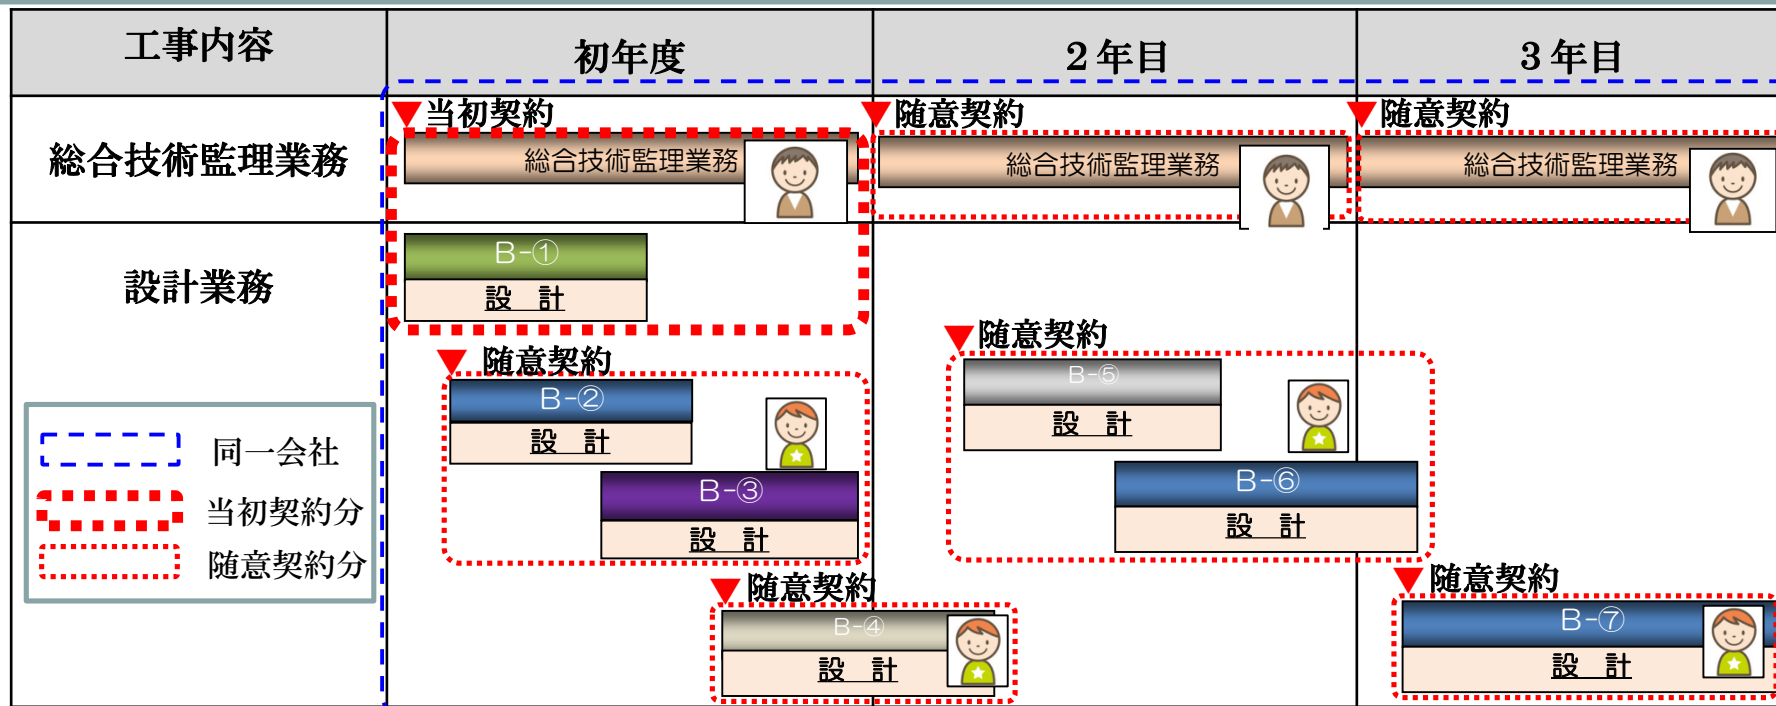 工事内容
初年度
2年目
3年目
総合技術監理業務
当初契約
総合技術監理業務
随意契約
総合技術監理業務
随意契約
総合技術監理業務
設計業務
B-①
設 計
随意契約
B-②
設 計
B-③
設 計
随意契約
B-④
設 計
随意契約
B-⑤
設 計
B-⑥
設 計
随意契約
B-⑦
設 計
同一会社
当初契約分
随意契約分